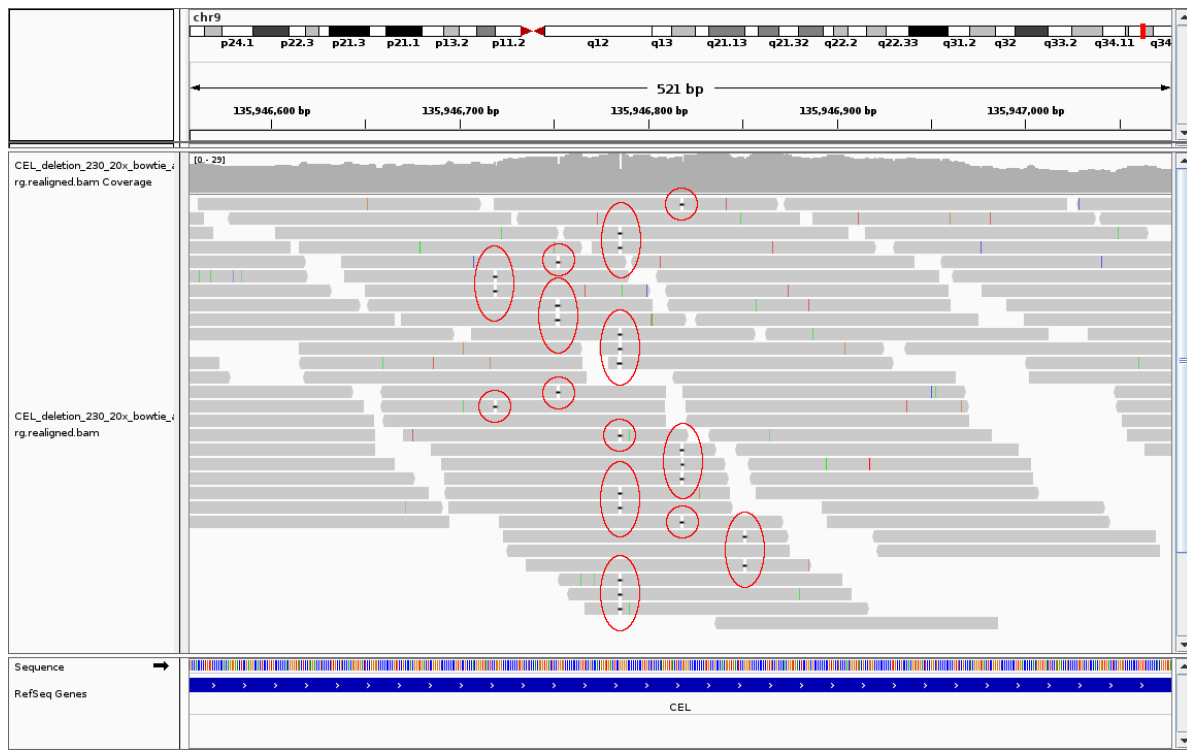 chr9
p24.1 p22.3 p21.3 p21.1 p13.2 p11.2 q12 q13 q21.13 q21.32 q22.2 q22.33 q31.2 q32 q33.2 q34.11 q34
521 bp
135,946,600 bp 135,946,700 bp 135,946,800 bp 135,946,900 bp 135,947,000 bp
CEL_deletion_230_20x_bowtie_a
rg.realigned.bam Coverage
[0 - 29]
CEL_deletion_230_20x_bowtie_a
rg.realigned.bam
Sequence
RefSeq Genes
CEL